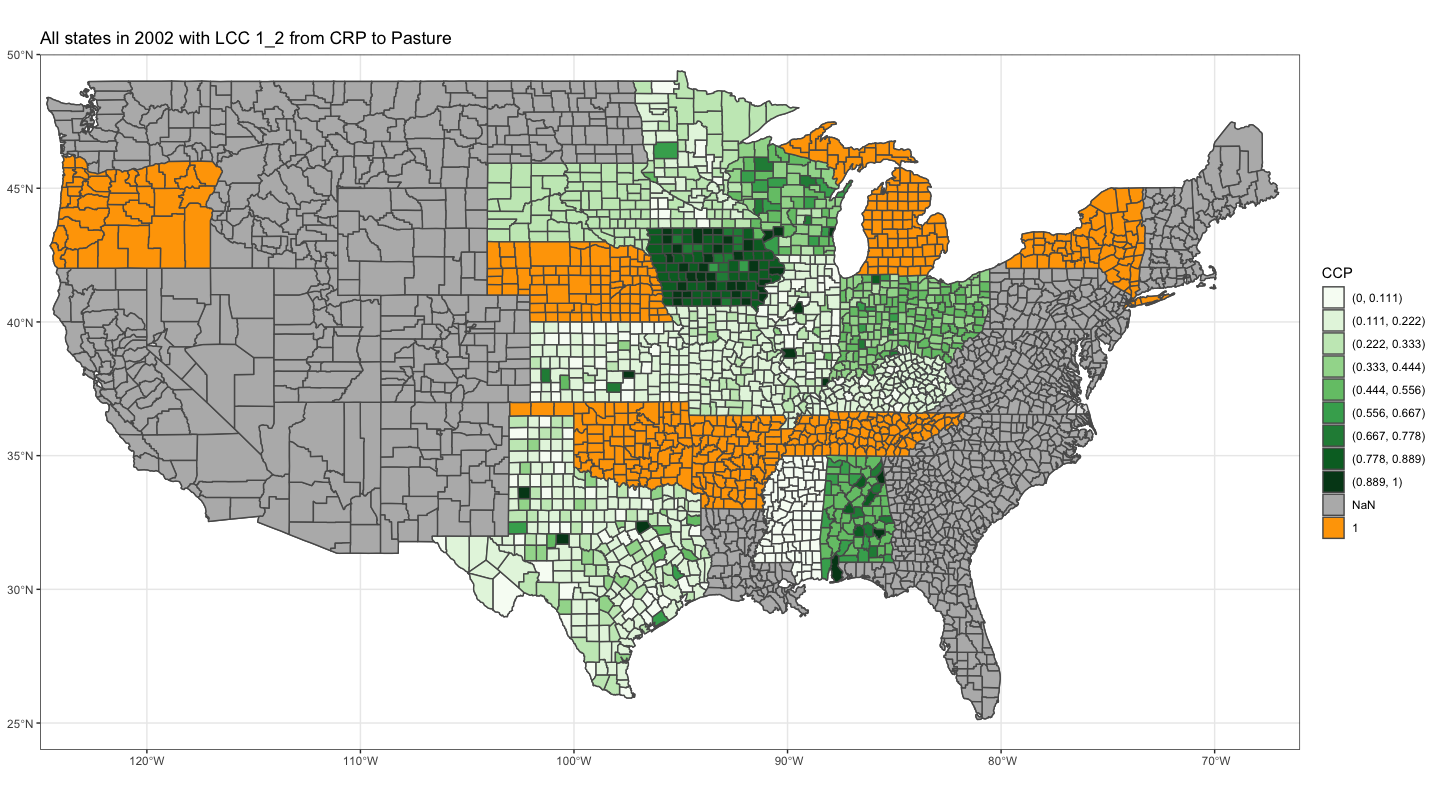 All states in 2002 with LCC 1_2 from CRP to Pasture
50°N
45°N
40°N
35°N
30°N
25°N
120°W
110°W
100°W
90°W
80°W
70°W
CCP
(0, 0.111)
(0.111, 0.222)
(0.222, 0.333)
(0.333, 0.444)
(0.444, 0.556)
(0.556, 0.667)
(0.667, 0.778)
(0.778, 0.889)
(0.889, 1)
NaN
1